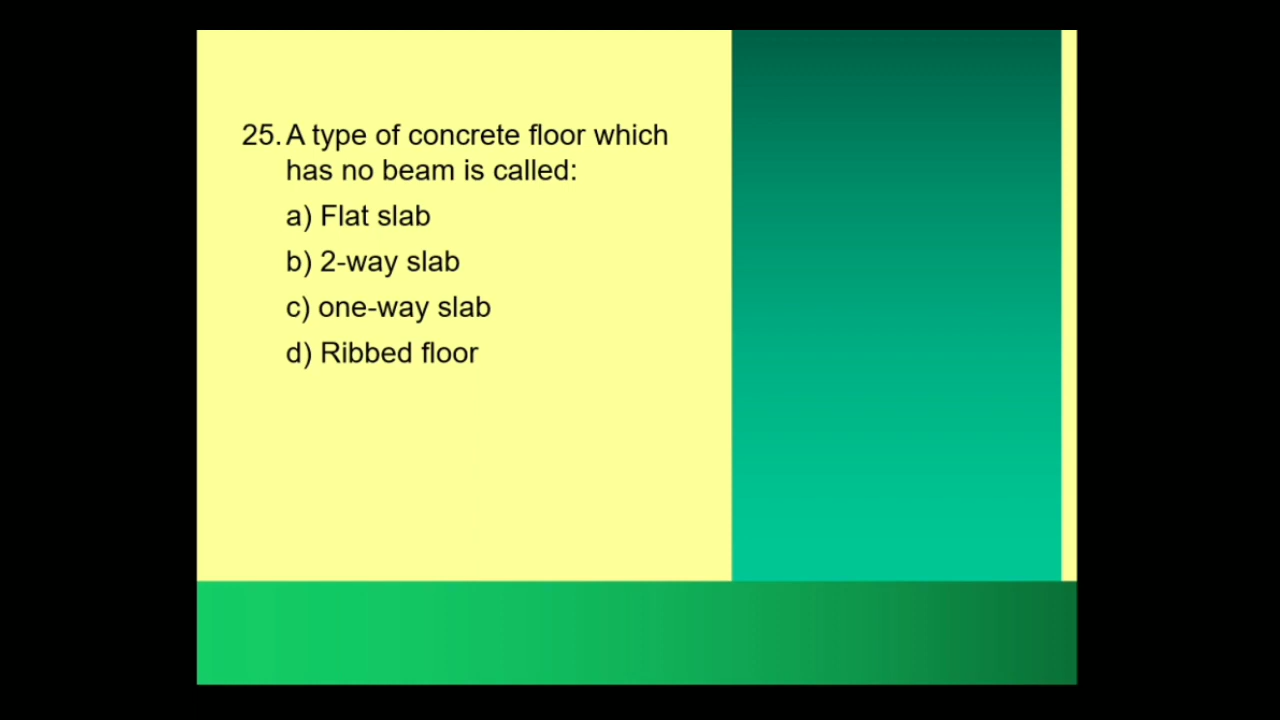 25. A type of concrete floor which
has no beam is called:
a) Flat slab
b) 2-way slab
c) one-way slab
d) Ribbed floor